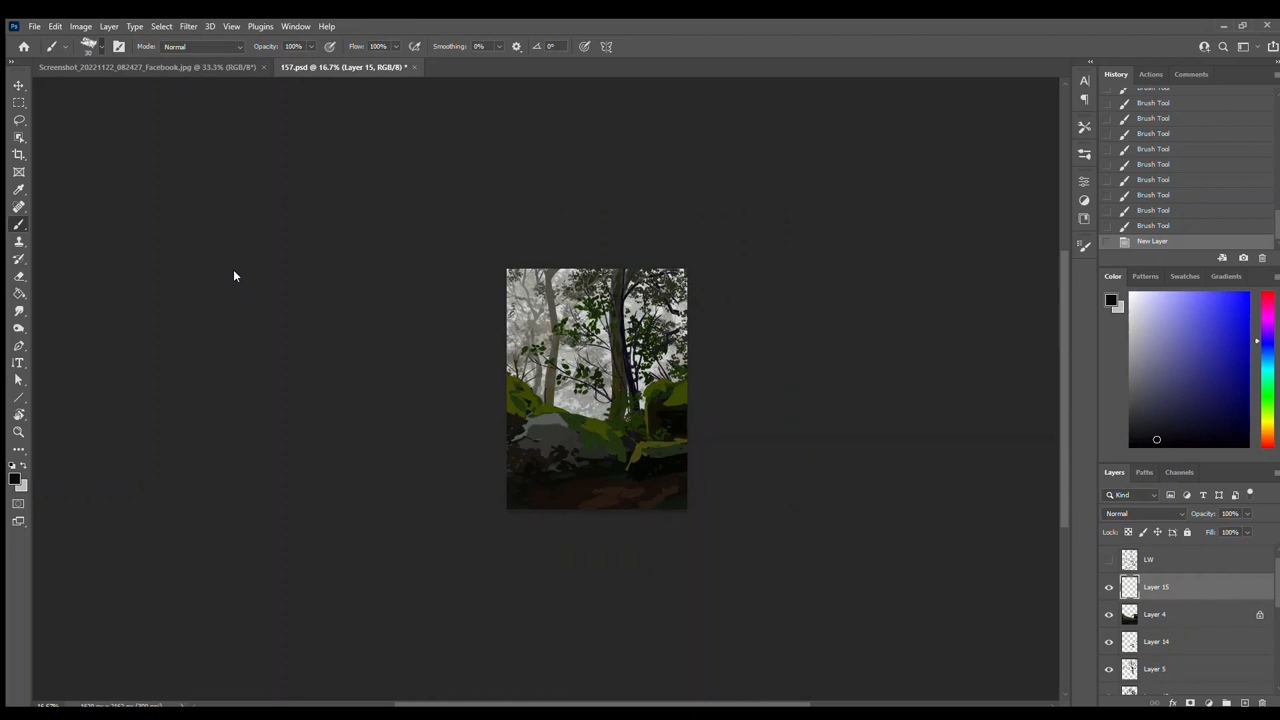 Ps File Edit Image Layer Type Select Filter 3D View Plugins Window Help
30 Mode: Normal Opacity: 100% Flow: 100% Smoothing: 0% 0°
Screenshot_20221122_082427_Facebook.jpg @ 33.3% (RGB/8*) × 157.psd @ 16.7% (Layer 15, RGB/8) * ×
History Actions Comments
Brush Tool
Brush Tool
Brush Tool
Brush Tool
Brush Tool
Brush Tool
Brush Tool
Brush Tool
Brush Tool
Brush Tool
New Layer
Color Patterns Swatches Gradients
Layers Paths Channels
Kind
Normal Opacity: 100%
Lock: Fill: 100%
LW
Layer 15
Layer 4
Layer 14
Layer 5